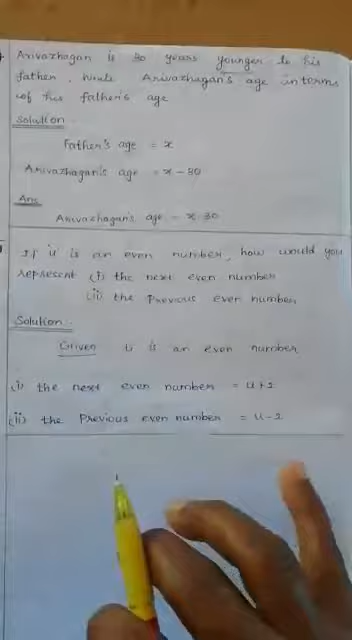 Arivazhagan is 30 years younger to his
father. Write Arivazhagan's age in terms
of his father's age
Solution
Father's age = x
Arivazhagan's age = x - 30
Ans
Arivazhagan's age = x - 30
If u is an even number, how would you
represent (i) the next even number
(ii) the Previous even number
Solution:-
Given u is an even number
(i) the next even number = u+2
(ii) the Previous even number = u-2